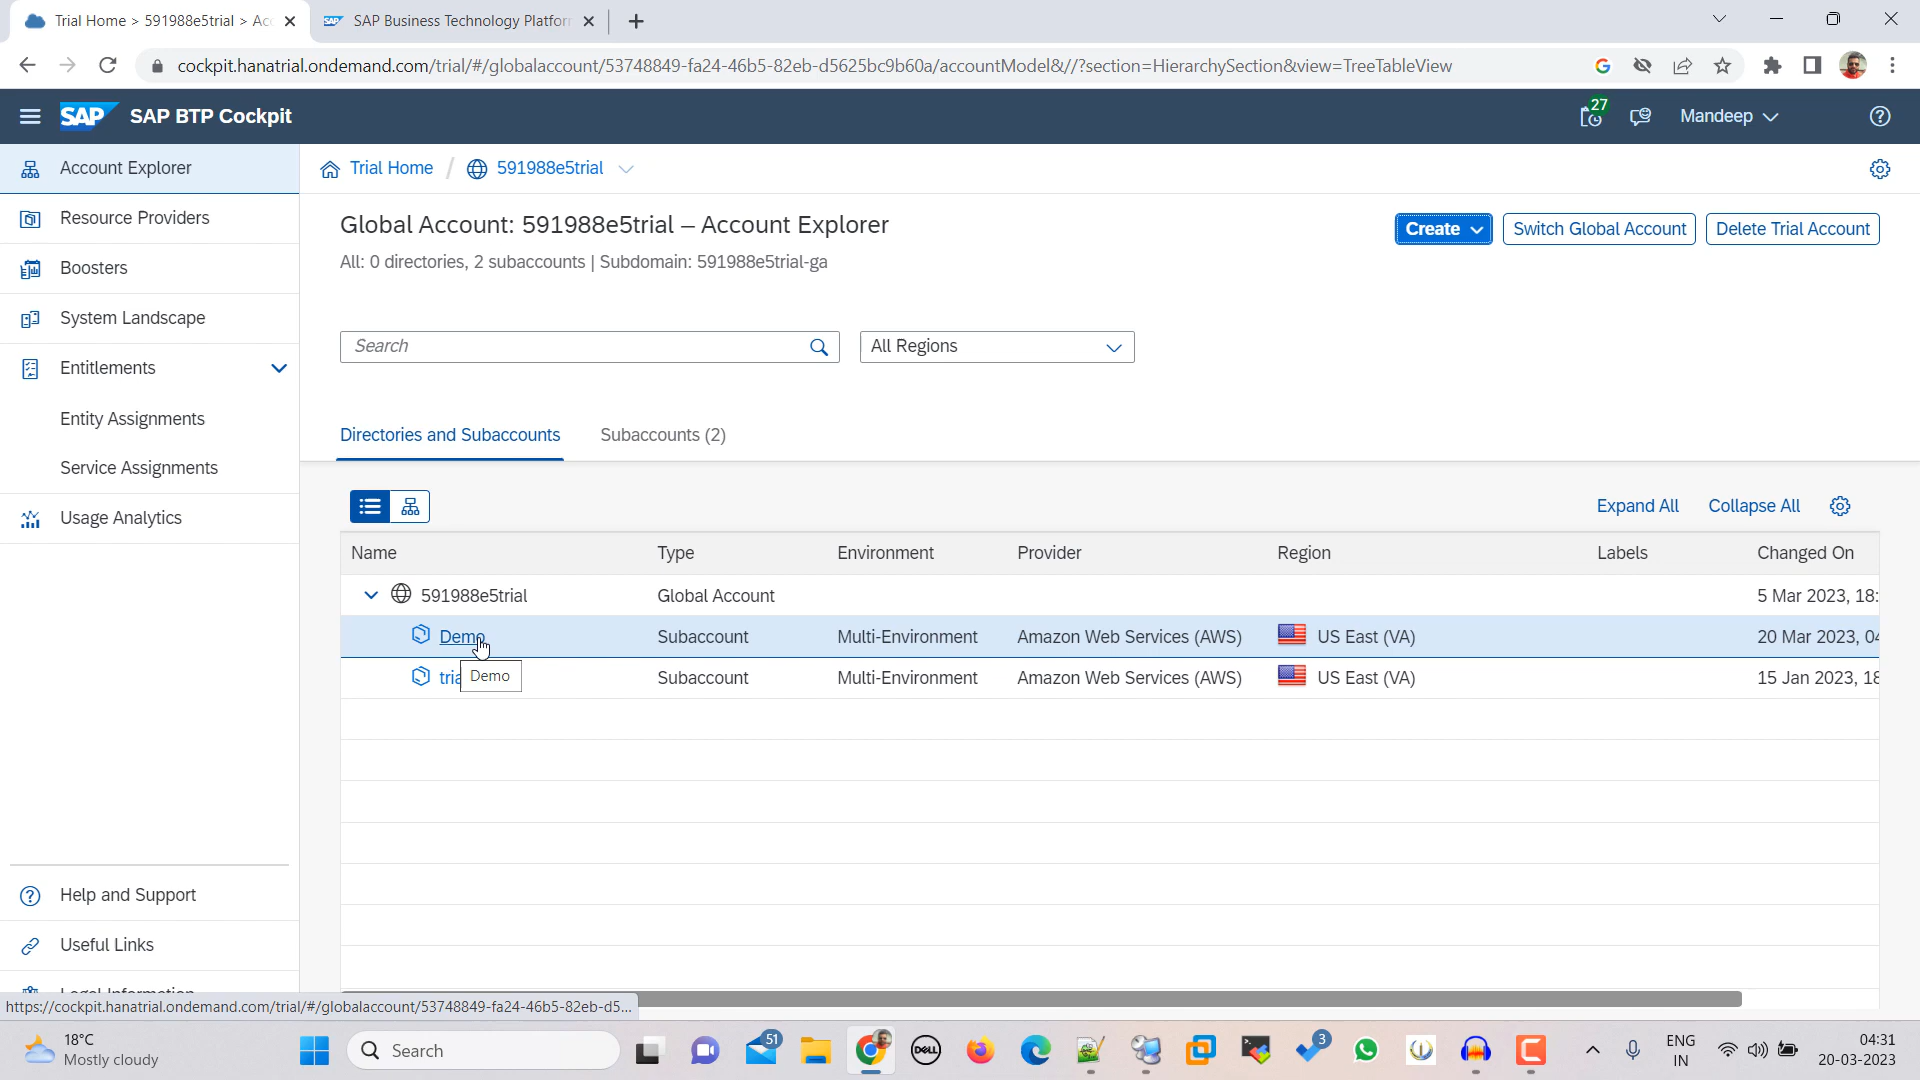 Trial Home > 591988e5trial > Ac
SAP Business Technology Platfor
cockpit.hanatrial.ondemand.com/trial/#/globalaccount/53748849-fa24-46b5-82eb-d5625bc9b60a/accountModel&//?section=HierarchySection&view=TreeTableView
SAP SAP BTP Cockpit
27
Mandeep
Account Explorer
Resource Providers
Boosters
System Landscape
Entitlements
Entity Assignments
Service Assignments
Usage Analytics
Help and Support
Useful Links
Legal Information
Trial Home / 591988e5trial
Global Account: 591988e5trial – Account Explorer
All: 0 directories, 2 subaccounts | Subdomain: 591988e5trial-ga
Create
Switch Global Account
Delete Trial Account
Search
All Regions
Directories and Subaccounts
Subaccounts (2)
Expand All
Collapse All
Name Type Environment Provider Region Labels Changed On
591988e5trial Global Account 5 Mar 2023, 18:
Demo Subaccount Multi-Environment Amazon Web Services (AWS) US East (VA) 20 Mar 2023, 04
tria Subaccount Multi-Environment Amazon Web Services (AWS) US East (VA) 15 Jan 2023, 18
Demo
https://cockpit.hanatrial.ondemand.com/trial/#/globalaccount/53748849-fa24-46b5-82eb-d5...
18°C
Mostly cloudy
Search
51
DELL
3
ENG
IN
04:31
20-03-2023